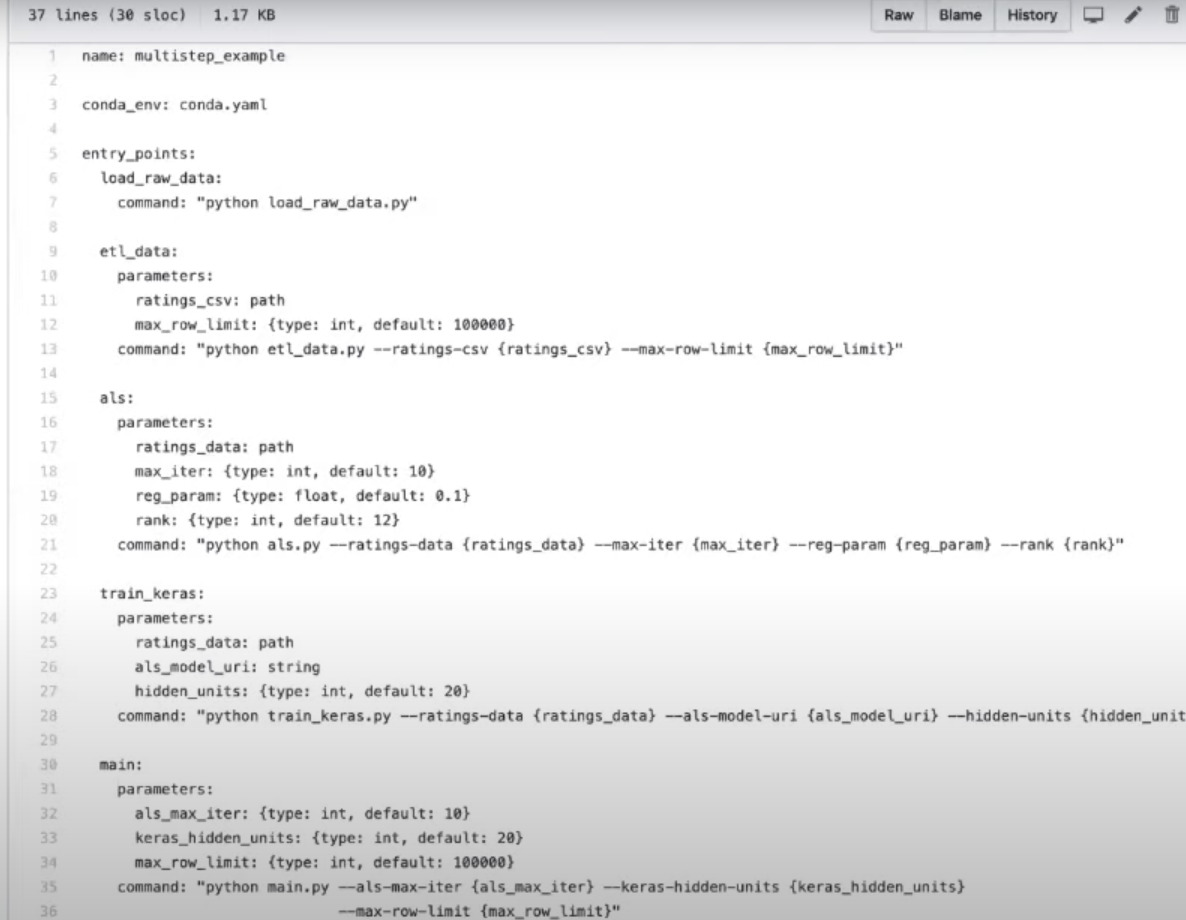 37 lines (30 sloc) 1.17 KB Raw Blame History
1 name: multistep_example
2
3 conda_env: conda.yaml
4
5 entry_points:
6   load_raw_data:
7     command: "python load_raw_data.py"
8
9   etl_data:
10     parameters:
11       ratings_csv: path
12       max_row_limit: {type: int, default: 100000}
13     command: "python etl_data.py --ratings-csv {ratings_csv} --max-row-limit {max_row_limit}"
14
15   als:
16     parameters:
17       ratings_data: path
18       max_iter: {type: int, default: 10}
19       reg_param: {type: float, default: 0.1}
20       rank: {type: int, default: 12}
21     command: "python als.py --ratings-data {ratings_data} --max-iter {max_iter} --reg-param {reg_param} --rank {rank}"
22
23   train_keras:
24     parameters:
25       ratings_data: path
26       als_model_uri: string
27       hidden_units: {type: int, default: 20}
28     command: "python train_keras.py --ratings-data {ratings_data} --als-model-uri {als_model_uri} --hidden-units {hidden_unit
29
30   main:
31     parameters:
32       als_max_iter: {type: int, default: 10}
33       keras_hidden_units: {type: int, default: 20}
34       max_row_limit: {type: int, default: 100000}
35     command: "python main.py --als-max-iter {als_max_iter} --keras-hidden-units {keras_hidden_units}
36                              --max-row-limit {max_row_limit}"